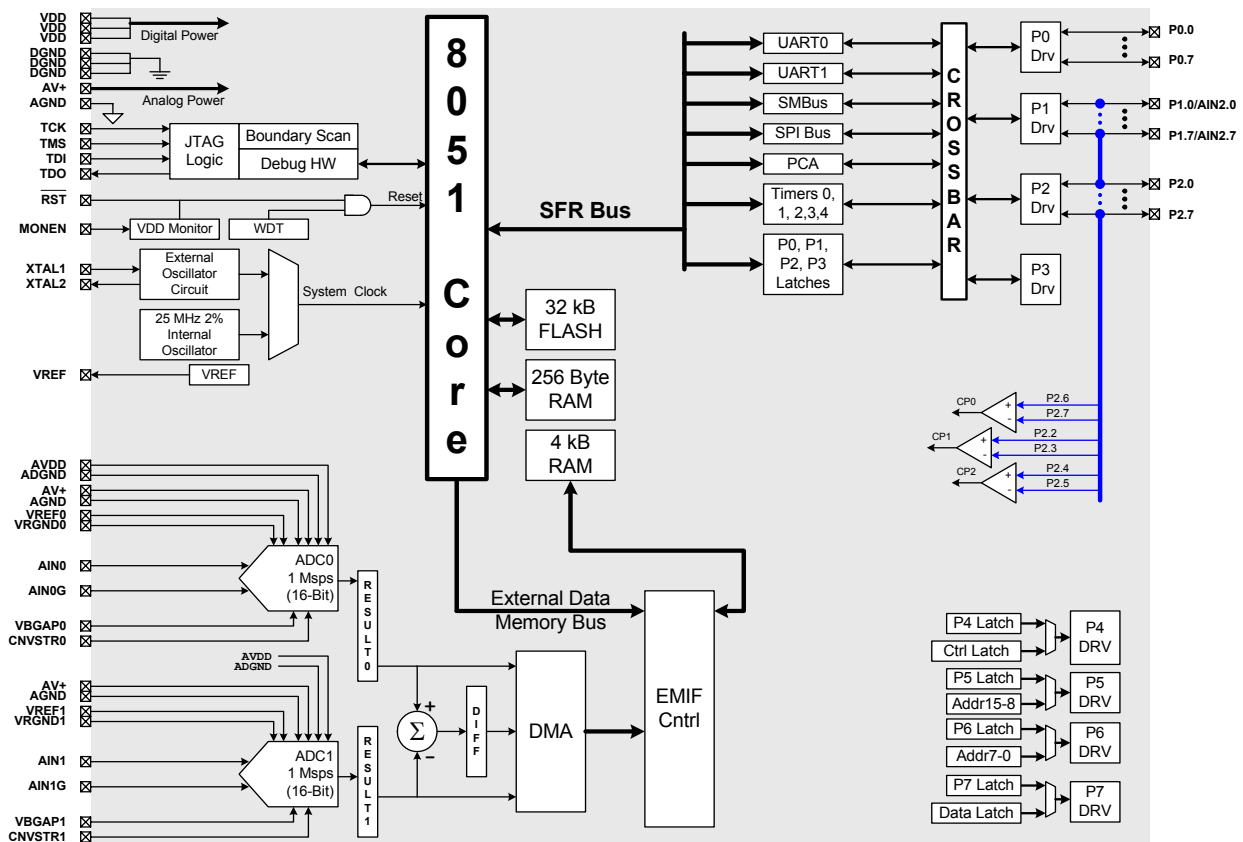 VDD
VDD
VDD
Digital Power
DGND
DGND
DGND
AV+
Analog Power
AGND
TCK
TMS
TDI
TDO
JTAG
Logic
Boundary Scan
Debug HW
RST
Reset
MONEN
VDD Monitor
WDT
XTAL1
XTAL2
External
Oscillator
Circuit
System Clock
25 MHz 2%
Internal
Oscillator
VREF
VREF
8051 Core
SFR Bus
32 kB
FLASH
256 Byte
RAM
4 kB
RAM
UART0
UART1
SMBus
SPI Bus
PCA
Timers 0,
1, 2,3,4
P0, P1,
P2, P3
Latches
CROSSBAR
P0
Drv
P1
Drv
P2
Drv
P3
Drv
P0.0
P0.7
P1.0/AIN2.0
P1.7/AIN2.7
P2.0
P2.7
CP0
+
-
P2.6
P2.7
CP1
+
-
P2.2
P2.3
CP2
+
-
P2.4
P2.5
AVDD
ADGND
AV+
AGND
VREF0
VRGND0
AIN0
AIN0G
VBGAP0
CNVSTR0
ADC0
1 Msps
(16-Bit)
RESULT0
AVDD
ADGND
AV+
AGND
VREF1
VRGND1
AIN1
AIN1G
VBGAP1
CNVSTR1
ADC1
1 Msps
(16-Bit)
RESULT1
+
Σ
−
DIFF
DMA
External Data
Memory Bus
EMIF
Cntrl
P4 Latch
Ctrl Latch
P4
DRV
P5 Latch
Addr15-8
P5
DRV
P6 Latch
Addr7-0
P6
DRV
P7 Latch
Data Latch
P7
DRV